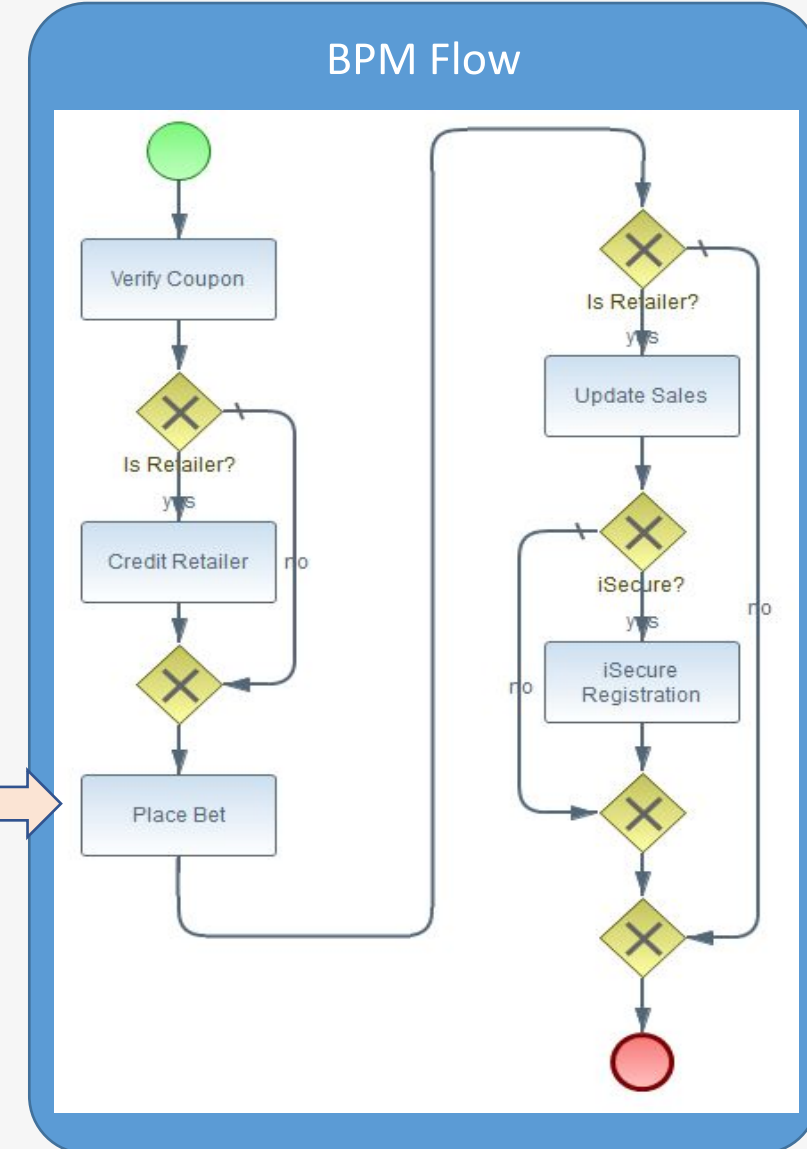 BPM Flow
Verify Coupon
Is Retailer?
yes
Credit Retailer
no
Place Bet
Is Retailer?
yes
Update Sales
iSecure?
no
yes
iSecure
Registration
no